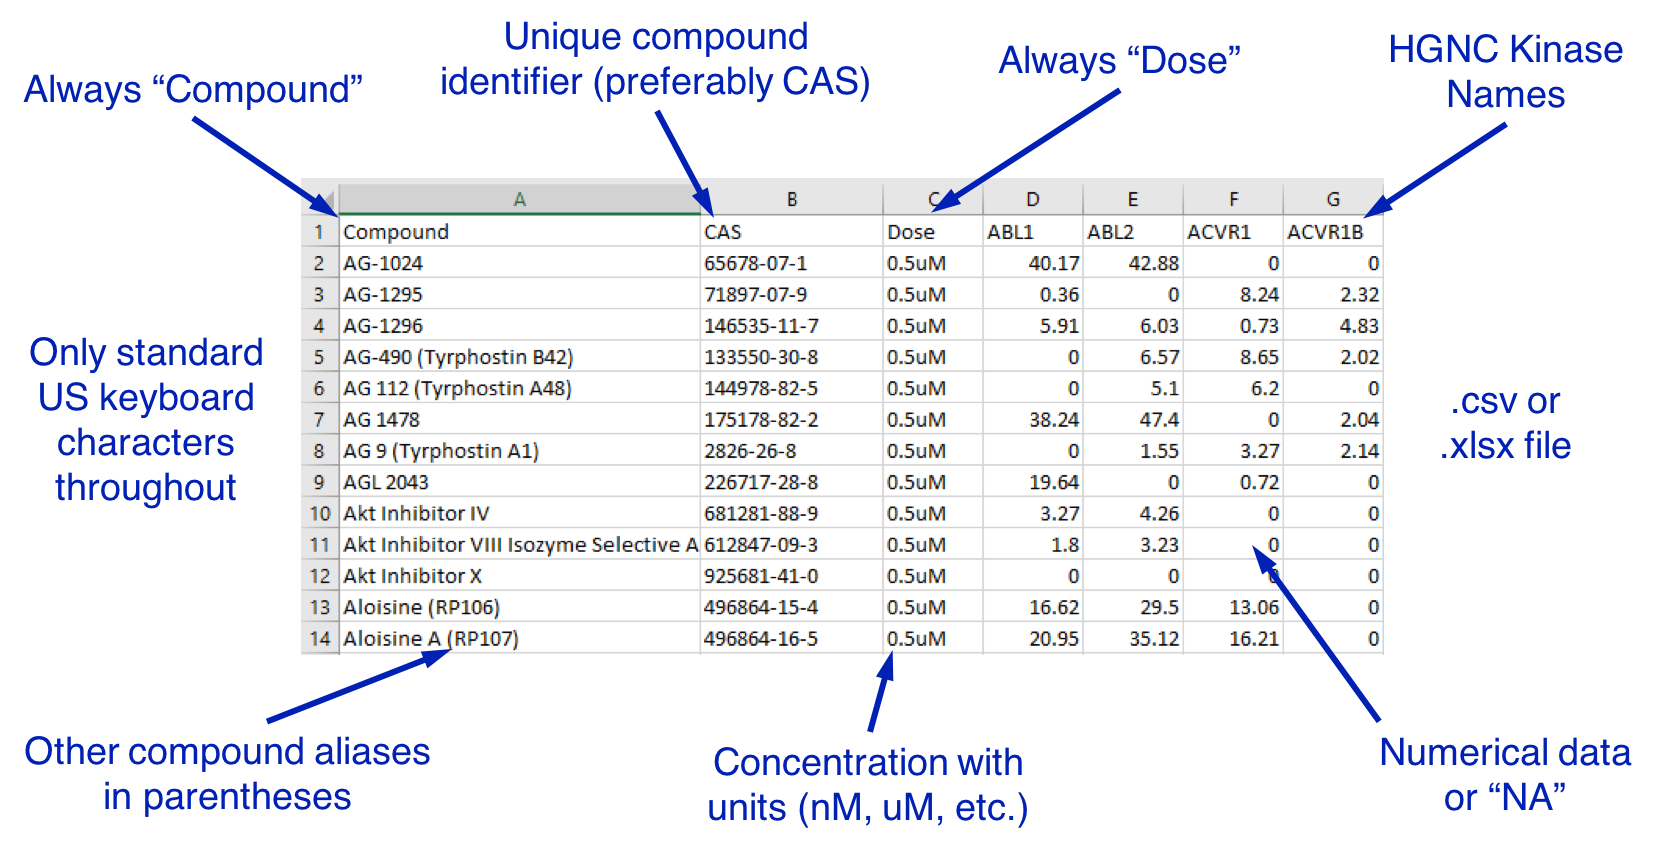 Unique compound
identifier (preferably CAS)
Always “Compound”
Always “Dose”
HGNC Kinase
Names
A B C D E F G
1 Compound CAS Dose ABL1 ABL2 ACVR1 ACVR1B
2 AG-1024 65678-07-1 0.5uM 40.17 42.88 0 0
3 AG-1295 71897-07-9 0.5uM 0.36 0 8.24 2.32
4 AG-1296 146535-11-7 0.5uM 5.91 6.03 0.73 4.83
5 AG-490 (Tyrphostin B42) 133550-30-8 0.5uM 0 6.57 8.65 2.02
6 AG 112 (Tyrphostin A48) 144978-82-5 0.5uM 0 5.1 6.2 0
7 AG 1478 175178-82-2 0.5uM 38.24 47.4 0 2.04
8 AG 9 (Tyrphostin A1) 2826-26-8 0.5uM 0 1.55 3.27 2.14
9 AGL 2043 226717-28-8 0.5uM 19.64 0 0.72 0
10 Akt Inhibitor IV 681281-88-9 0.5uM 3.27 4.26 0 0
11 Akt Inhibitor VIII Isozyme Selective A 612847-09-3 0.5uM 1.8 3.23 0 0
12 Akt Inhibitor X 925681-41-0 0.5uM 0 0 0 0
13 Aloisine (RP106) 496864-15-4 0.5uM 16.62 29.5 13.06 0
14 Aloisine A (RP107) 496864-16-5 0.5uM 20.95 35.12 16.21 0
Only standard
US keyboard
characters
throughout
.csv or
.xlsx file
Other compound aliases
in parentheses
Concentration with
units (nM, uM, etc.)
Numerical data
or “NA”